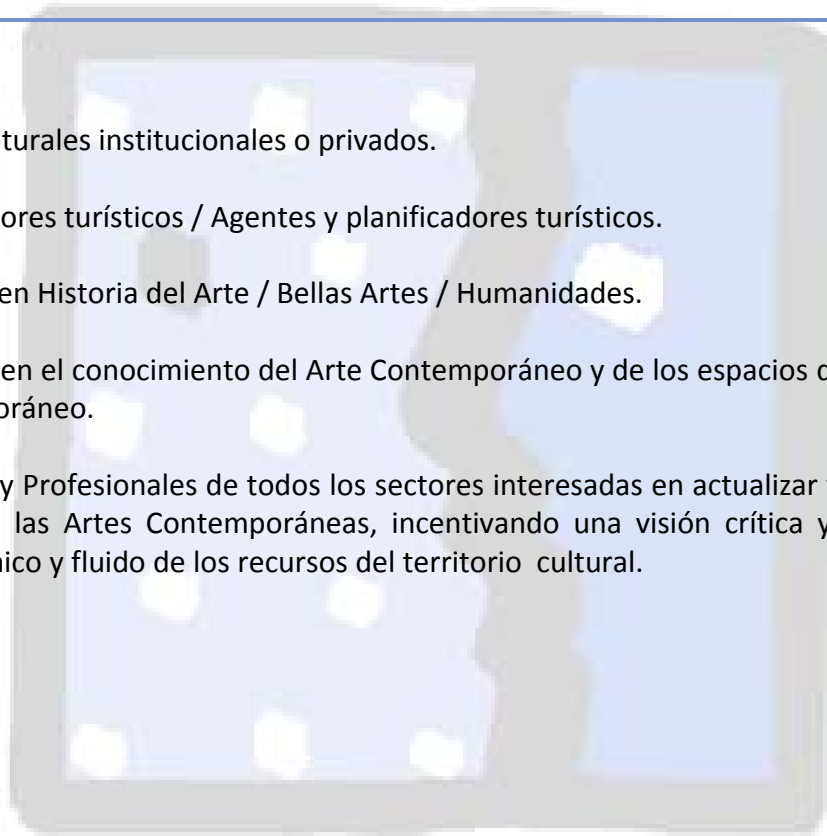 turales institucionales o privados.
ores turísticos / Agentes y planificadores turísticos.
en Historia del Arte / Bellas Artes / Humanidades.
en el conocimiento del Arte Contemporáneo y de los espacios d
oráneo.
y Profesionales de todos los sectores interesadas en actualizar
las Artes Contemporáneas, incentivando una visión crítica y
ico y fluido de los recursos del territorio cultural.